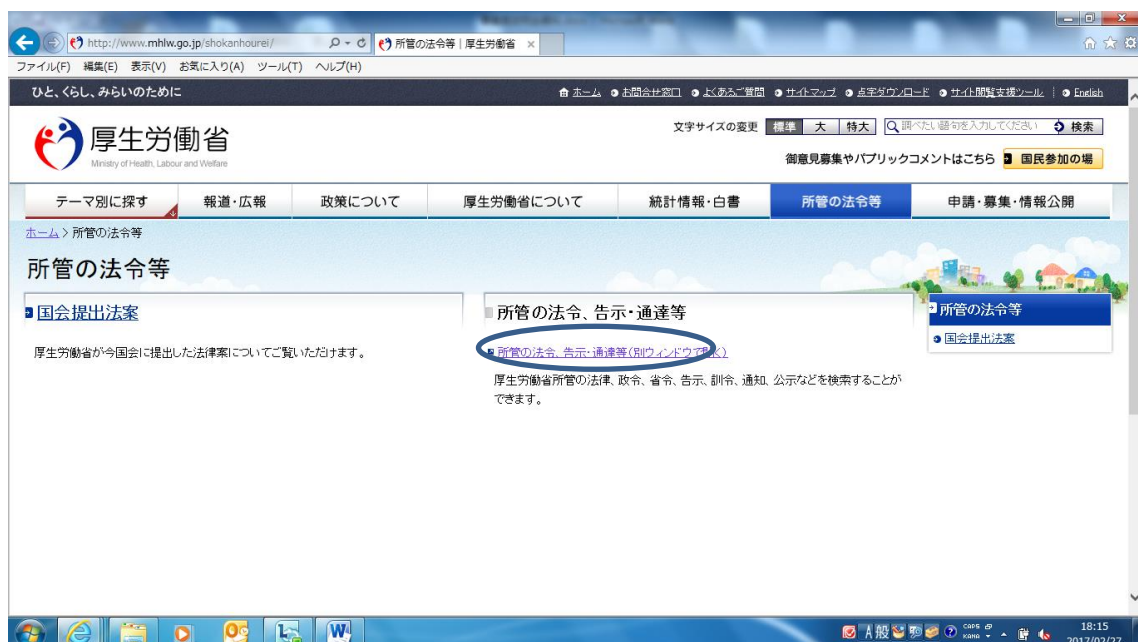 http://www.mhlw.go.jp/shokanhourei/
所管の法令等｜厚生労働省
ファイル(F) 編集(E) 表示(V) お気に入り(A) ツール(T) ヘルプ(H)
ひと、くらし、みらいのために
ホーム お問合せ窓口 よくあるご質問 サイトマップ 点字ダウンロード サイト閲覧支援ツール English
厚生労働省
Ministry of Health, Labour and Welfare
文字サイズの変更 標準 大 特大 調べたい語句を入力してください 検索
御意見募集やパブリックコメントはこちら 国民参加の場
テーマ別に探す 報道・広報 政策について 厚生労働省について 統計情報・白書 所管の法令等 申請・募集・情報公開
ホーム > 所管の法令等
所管の法令等
国会提出法案
厚生労働省が今国会に提出した法律案についてご覧いただけます。
所管の法令、告示・通達等
所管の法令、告示・通達等(別ウィンドウで開く)
厚生労働省所管の法律、政令、省令、告示、訓令、通知、公示などを検索することが
できます。
所管の法令等
国会提出法案
A 般 CAPS KANA
18:15
2017/02/27